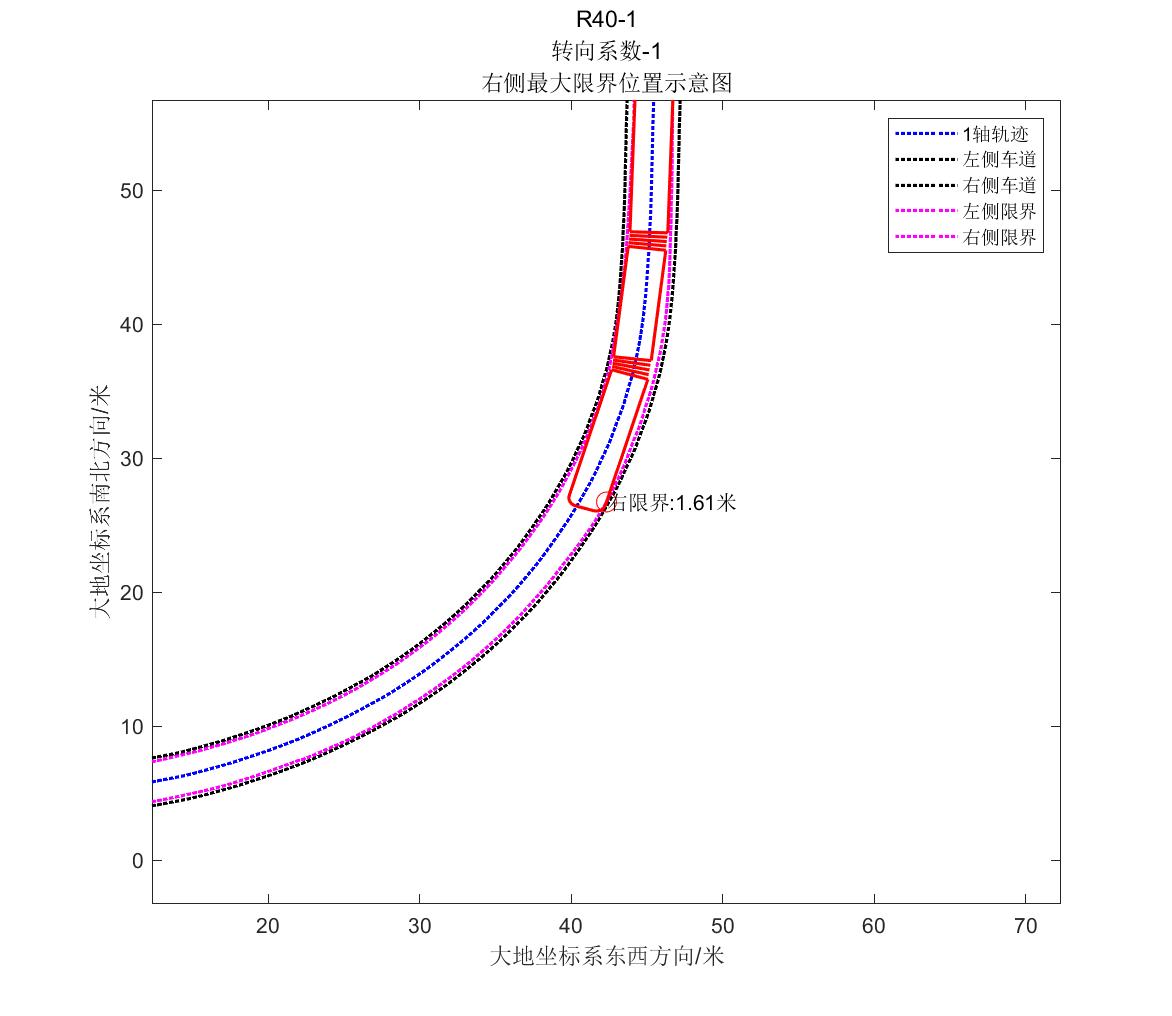 R40-1
转向系数-1
右侧最大限界位置示意图
1轴轨迹
左侧车道
右侧车道
左侧限界
右侧限界
大地坐标系南北方向/米
50
40
30
20
10
0
右限界:1.61米
20
30
40
50
60
70
大地坐标系东西方向/米